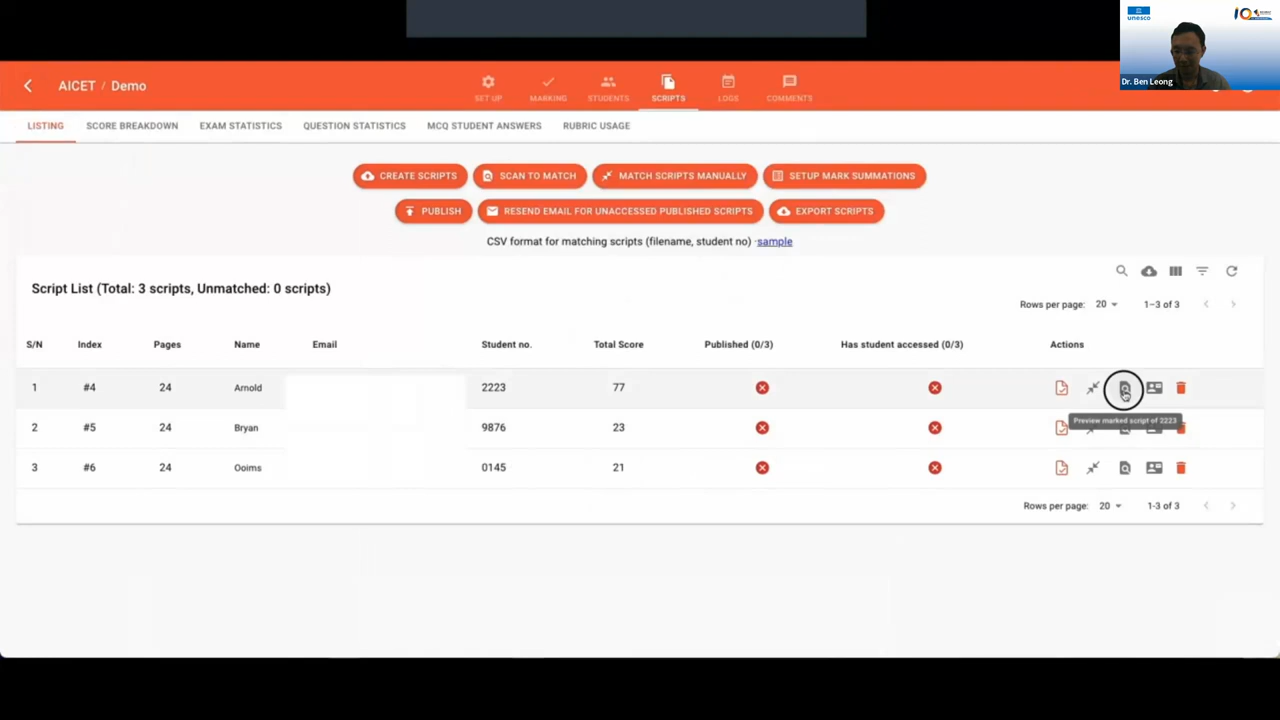 unesco
10
Dr. Ben Leong
AICET / Demo
SET UP
MARKING
STUDENTS
SCRIPTS
LOGS
COMMENTS
LISTING
SCORE BREAKDOWN
EXAM STATISTICS
QUESTION STATISTICS
MCQ STUDENT ANSWERS
RUBRIC USAGE
CREATE SCRIPTS
SCAN TO MATCH
MATCH SCRIPTS MANUALLY
SETUP MARK SUMMATIONS
PUBLISH
RESEND EMAIL FOR UNACCESSED PUBLISHED SCRIPTS
EXPORT SCRIPTS
CSV format for matching scripts (filename, student no) - sample
Script List (Total: 3 scripts, Unmatched: 0 scripts)
Rows per page: 20 1–3 of 3
S/N Index Pages Name Email Student no. Total Score Published (0/3) Has student accessed (0/3) Actions
1 #4 24 Arnold 2223 77
Preview marked script of 2223
2 #5 24 Bryan 9876 23
3 #6 24 Ooims 0145 21
Rows per page: 20 1-3 of 3